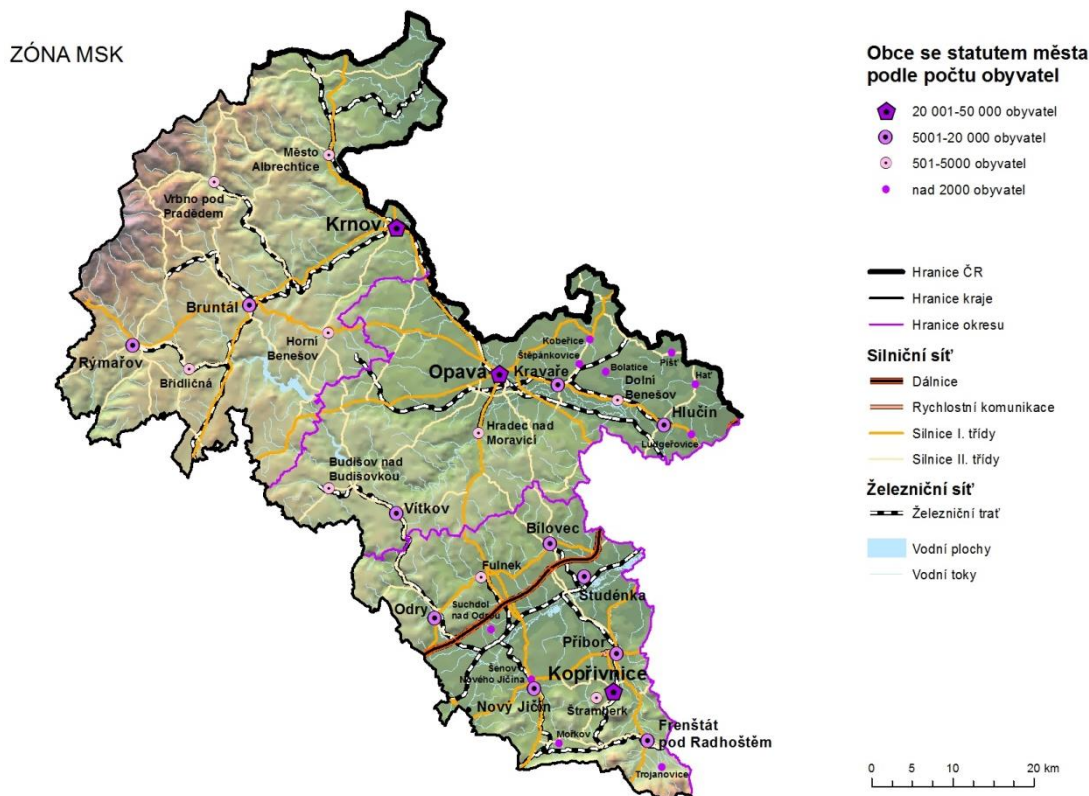 ZÓNA MSK
Obce se statutem města
podle počtu obyvatel
20 001-50 000 obyvatel
5001-20 000 obyvatel
501-5000 obyvatel
nad 2000 obyvatel
Hranice ČR
Hranice kraje
Hranice okresu
Silniční síť
Dálnice
Rychlostní komunikace
Silnice I. třídy
Silnice II. třídy
Železniční síť
Železniční trať
Vodní plochy
Vodní toky
Město
Albrechtice
Vrbno pod
Pradědem
Krnov
Bruntál
Rýmařov
Břidličná
Horní
Benešov
Opava
Kobeřice
Štěpánkovice
Kravaře
Bolatice
Píšť
Hať
Dolní
Benešov
Hlučín
Ludgeřovice
Hradec nad
Moravicí
Budišov nad
Budišovkou
Vítkov
Bílovec
Fulnek
Studénka
Odry
Suchdol
nad Odrou
Příbor
Kopřivnice
Šenov u
Nového Jičína
Nový Jičín
Štramberk
Mořkov
Frenštát
pod Radhoštěm
Trojanovice
0 5 10 20 km